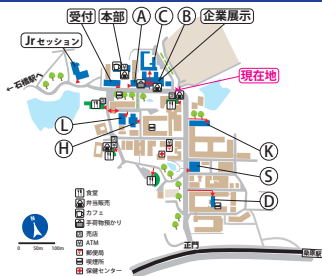 受付 本部 A C B 企業展示
Jr セッション
←石橋駅へ
現在地
L
H
K
S
D
食堂
弁当販売
カフェ
手荷物預かり
売店
ATM
郵便局
喫煙所
保健センター
N
0 50m 100m
正門